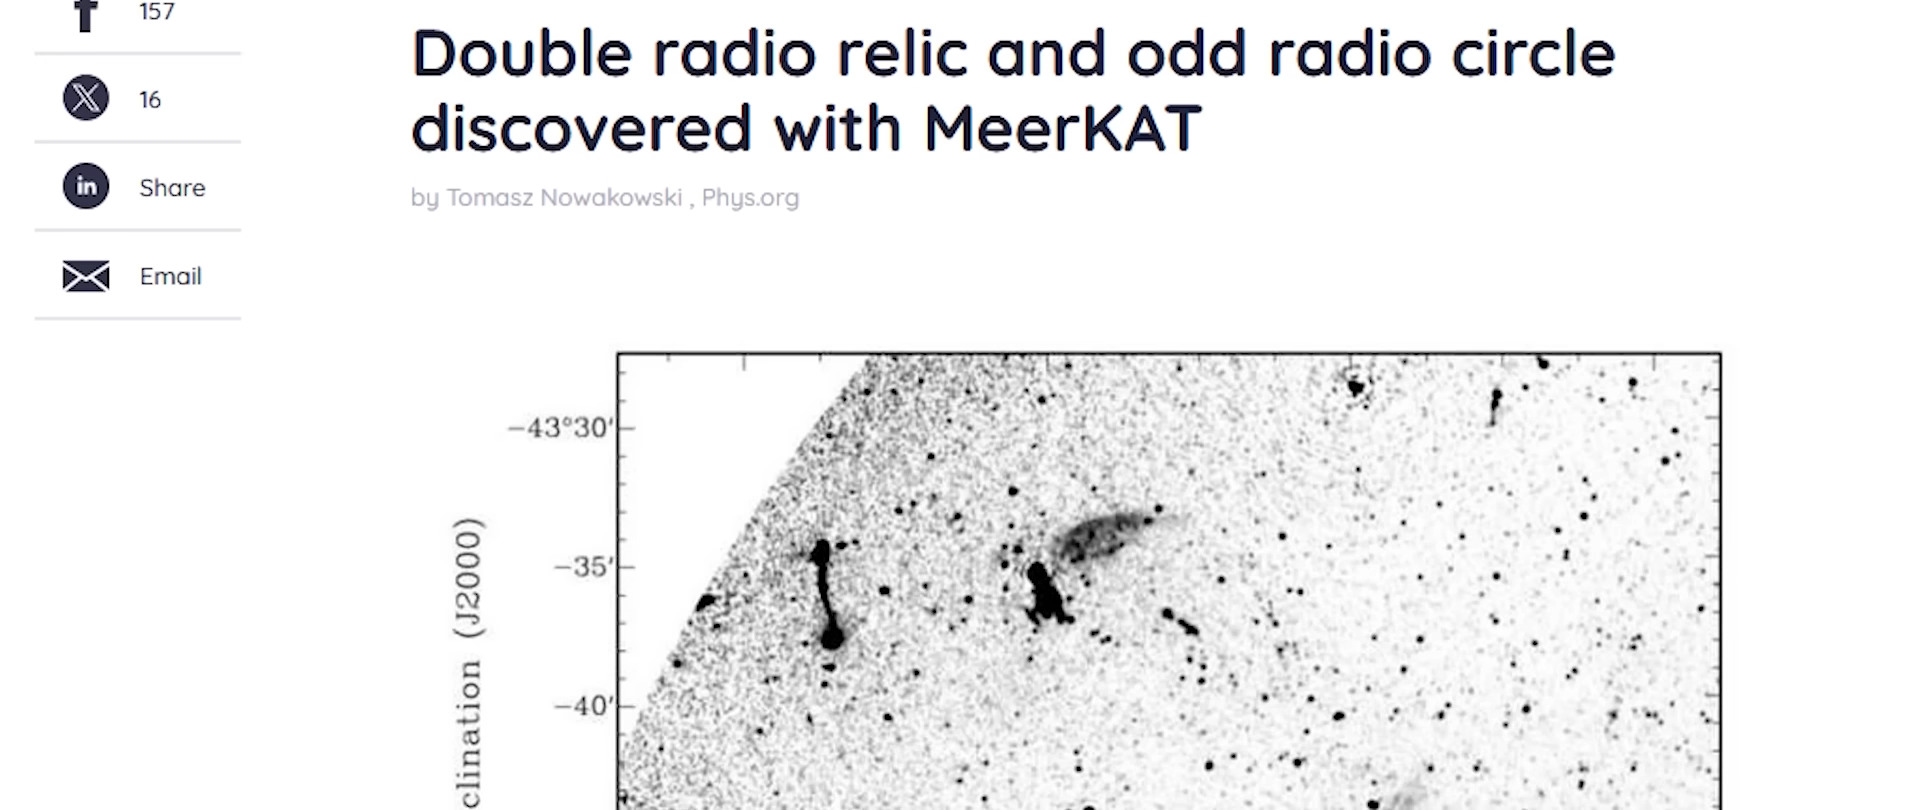 157
16
in
Share
Email
Double radio relic and odd radio circle
discovered with MeerKAT
by Tomasz Nowakowski , Phys.org
−43°30′
−35′
−40′
clination (J2000)